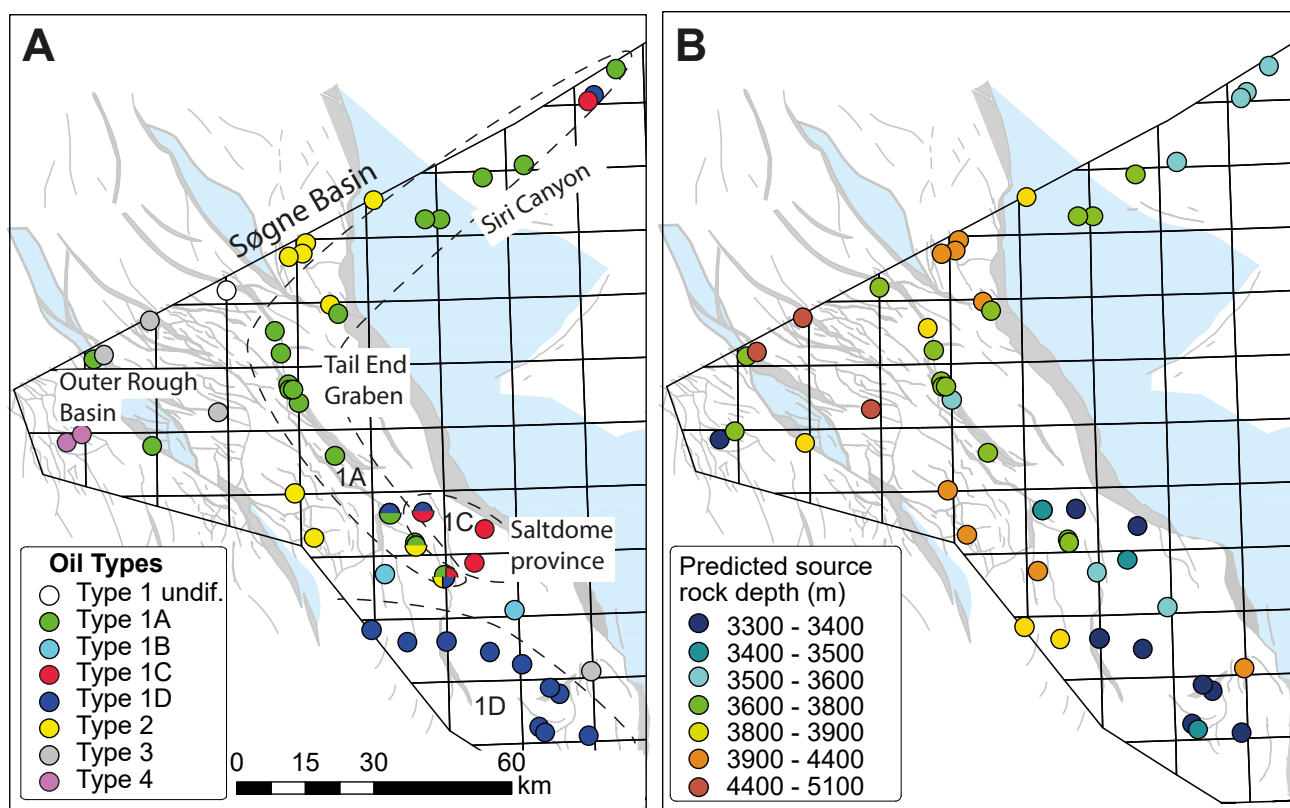 A
Søgne Basin
Siri Canyon
Tail End
Graben
Outer Rough
Basin
1A
1C
Saltdome
province
1D
Oil Types
Type 1 undif.
Type 1A
Type 1B
Type 1C
Type 1D
Type 2
Type 3
Type 4
0 15 30 60
km
B
Predicted source
rock depth (m)
3300 - 3400
3400 - 3500
3500 - 3600
3600 - 3800
3800 - 3900
3900 - 4400
4400 - 5100